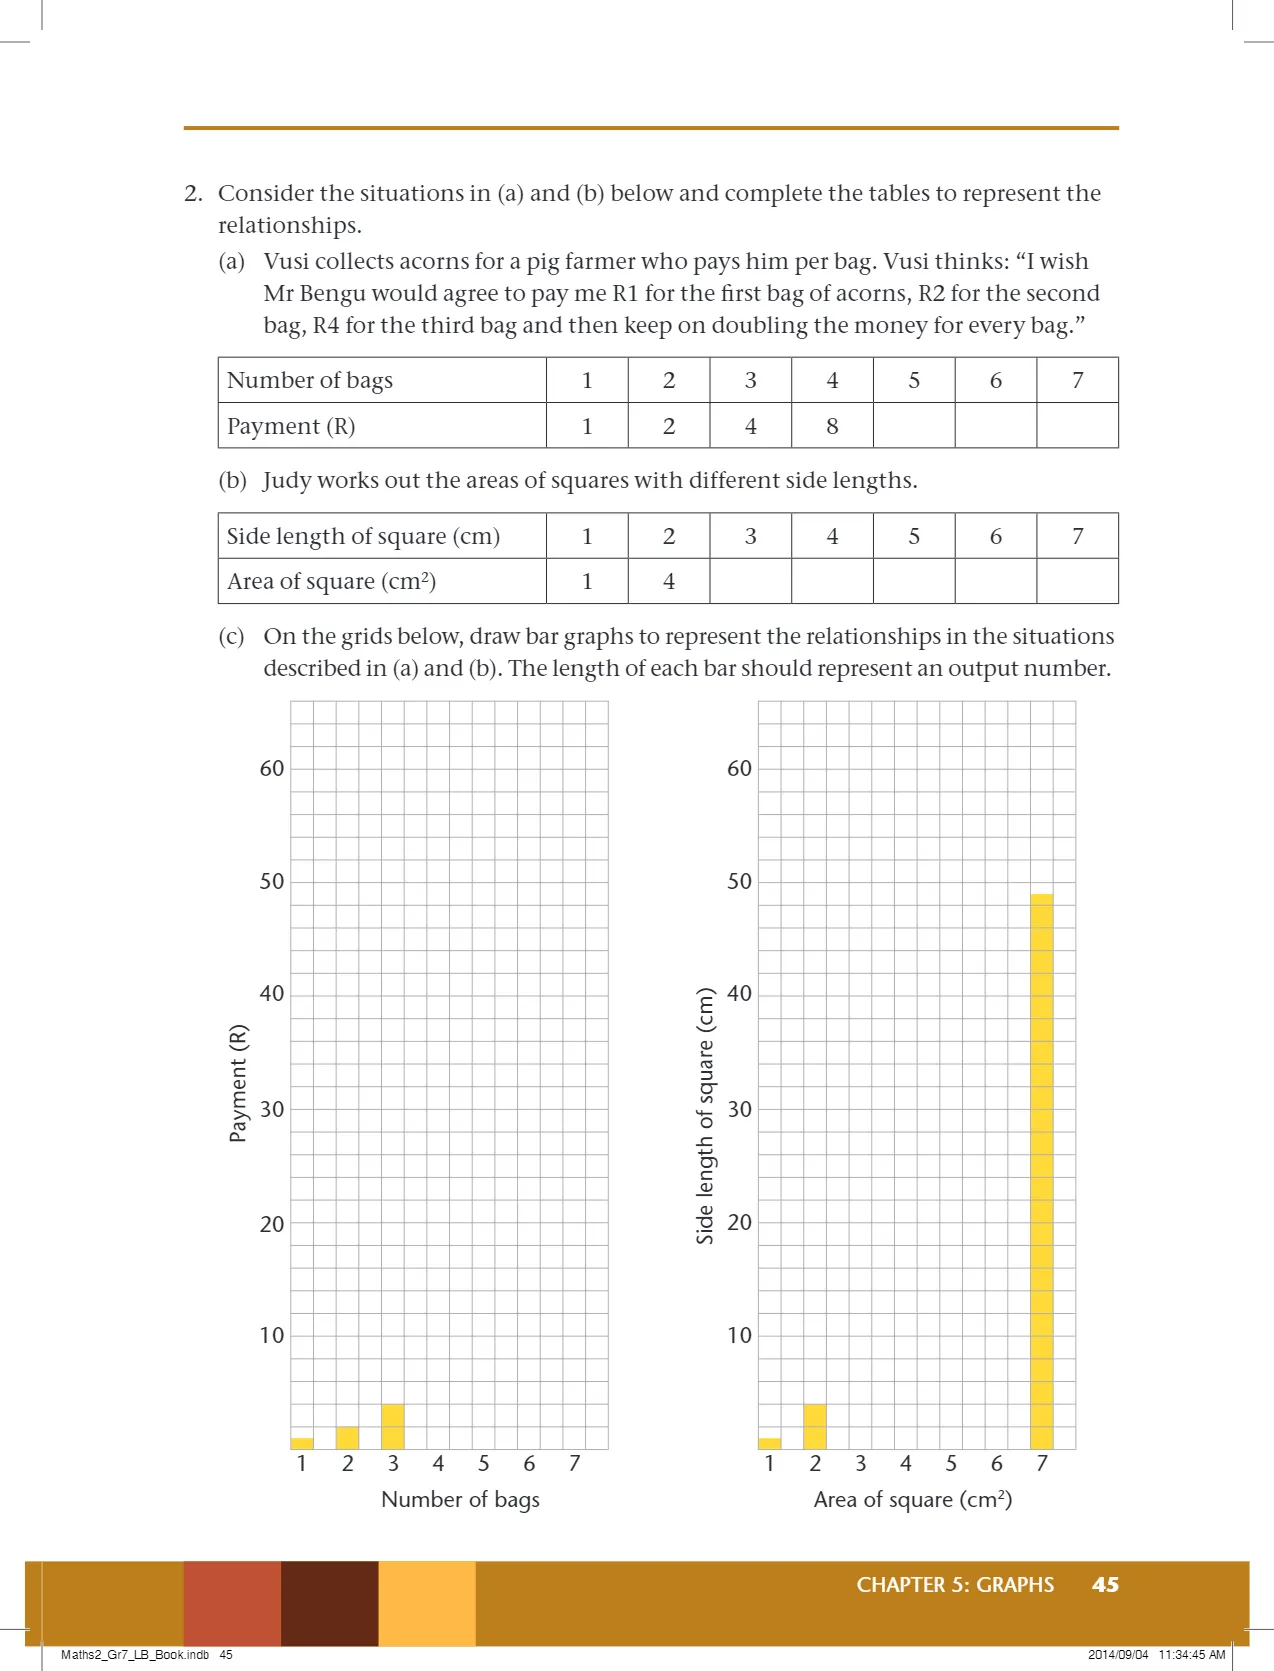 2. Consider the situations in (a) and (b) below and complete the tables to represent the
relationships.
(a) Vusi collects acorns for a pig farmer who pays him per bag. Vusi thinks: “I wish
Mr Bengu would agree to pay me R1 for the first bag of acorns, R2 for the second
bag, R4 for the third bag and then keep on doubling the money for every bag.”
Number of bags 1 2 3 4 5 6 7
Payment (R) 1 2 4 8
(b) Judy works out the areas of squares with different side lengths.
Side length of square (cm) 1 2 3 4 5 6 7
Area of square (cm²) 1 4
(c) On the grids below, draw bar graphs to represent the relationships in the situations
described in (a) and (b). The length of each bar should represent an output number.
60
50
40
30
20
10
Payment (R)
1 2 3 4 5 6 7
Number of bags
60
50
40
30
20
10
Side length of square (cm)
1 2 3 4 5 6 7
Area of square (cm²)
CHAPTER 5: GRAPHS 45
Maths2_Gr7_LB_Book.indb 45
2014/09/04 11:34:45 AM